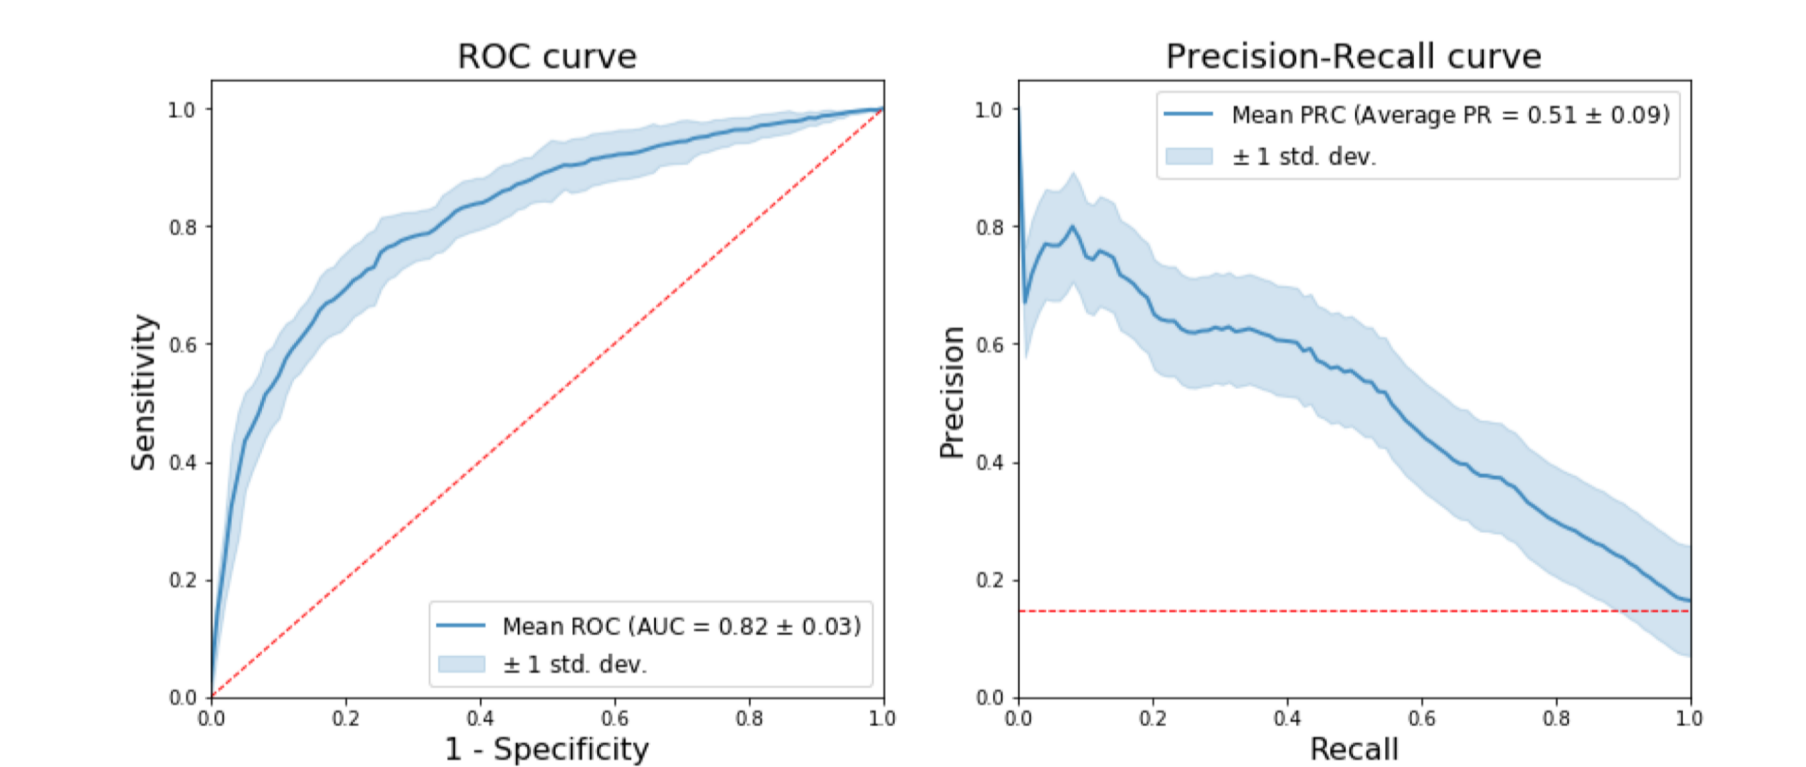 ROC curve
1.0
0.8
0.6
0.4
0.2
0.0
Sensitivity
Mean ROC (AUC = 0.82 ± 0.03)
± 1 std. dev.
0.0 0.2 0.4 0.6 0.8 1.0
1 - Specificity
Precision-Recall curve
1.0
0.8
0.6
0.4
0.2
0.0
Precision
Mean PRC (Average PR = 0.51 ± 0.09)
± 1 std. dev.
0.0 0.2 0.4 0.6 0.8 1.0
Recall